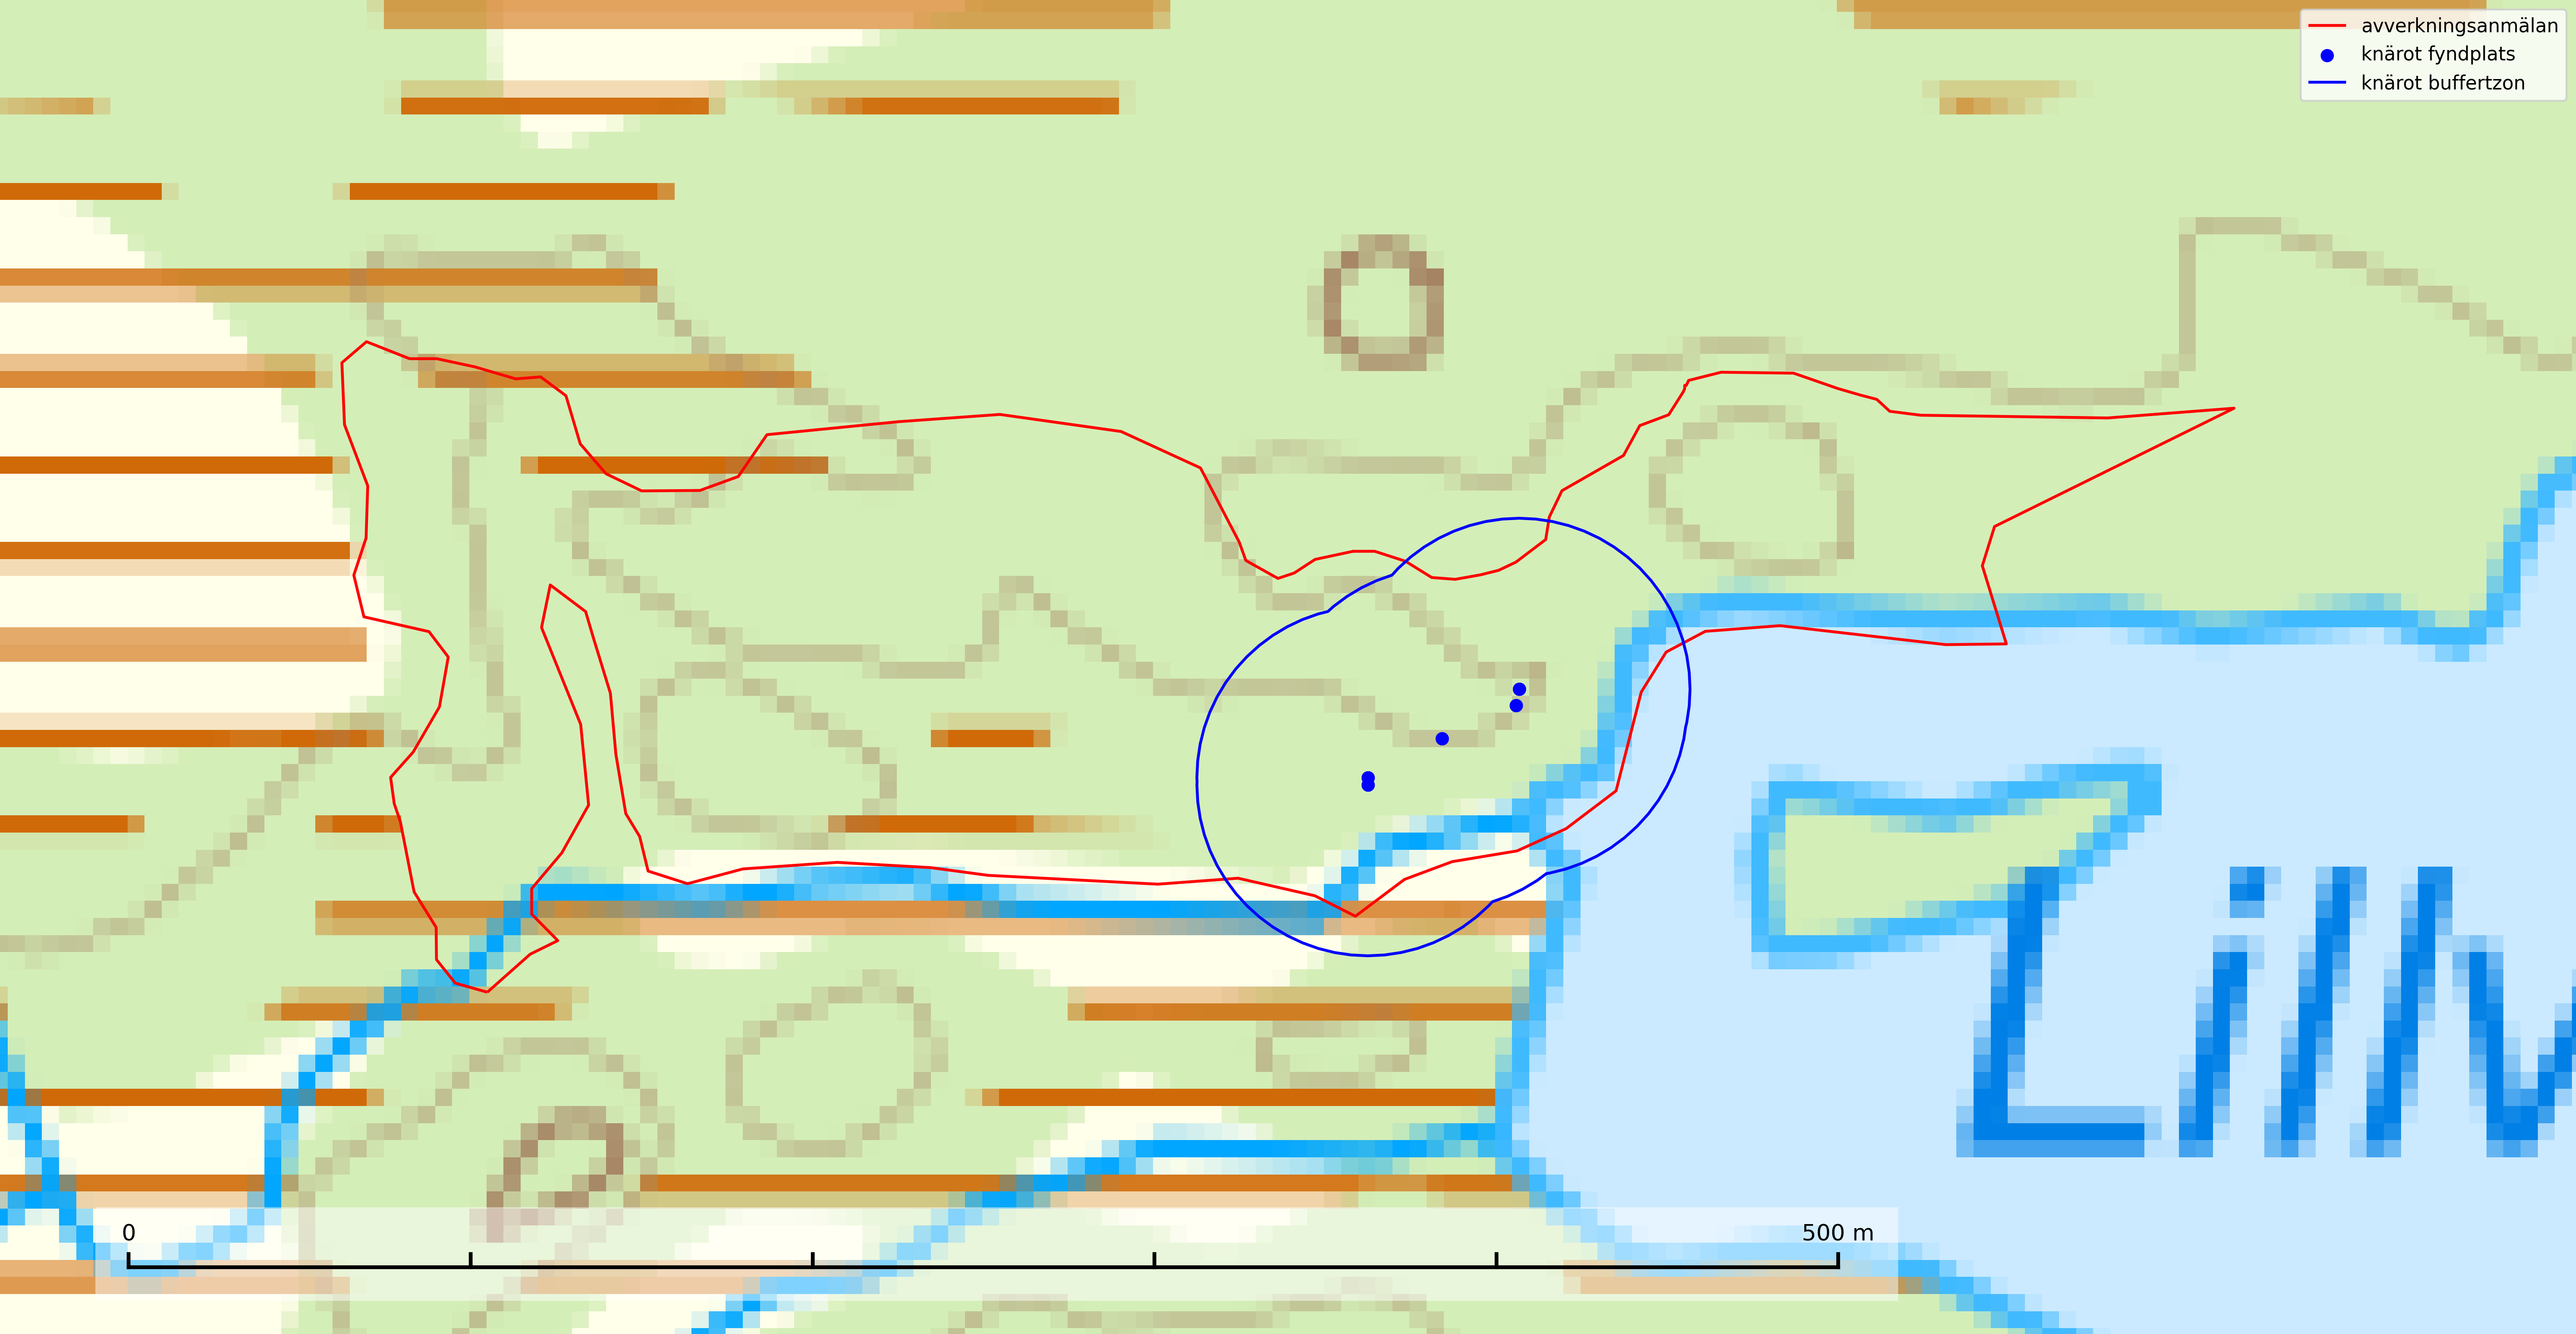 avverkningsanmälan
knärot fyndplats
knärot buffertzon
0
500 m